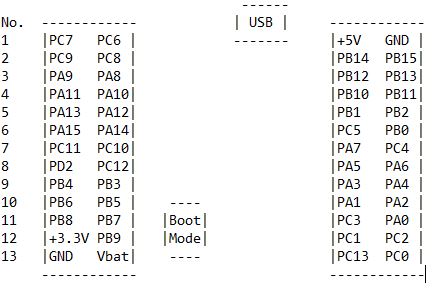 ------
No.  ------------              | USB |               ------------
1    |PC7   PC6 |              -------               |+5V   GND |
2    |PC9   PC8 |                                    |PB14  PB15|
3    |PA9   PA8 |                                    |PB12  PB13|
4    |PA11  PA10|                                    |PB10  PB11|
5    |PA13  PA12|                                    |PB1   PB2 |
6    |PA15  PA14|                                    |PC5   PB0 |
7    |PC11  PC10|                                    |PA7   PC4 |
8    |PD2   PC12|                                    |PA5   PA6 |
9    |PB4   PB3 |                                    |PA3   PA4 |
10   |PB6   PB5 |    ----                            |PA1   PA2 |
11   |PB8   PB7 |   |Boot|                           |PC3   PA0 |
12   |+3.3V PB9 |   |Mode|                           |PC1   PC2 |
13   |GND   Vbat|    ----                            |PC13  PC0 |
     ------------                                    ------------